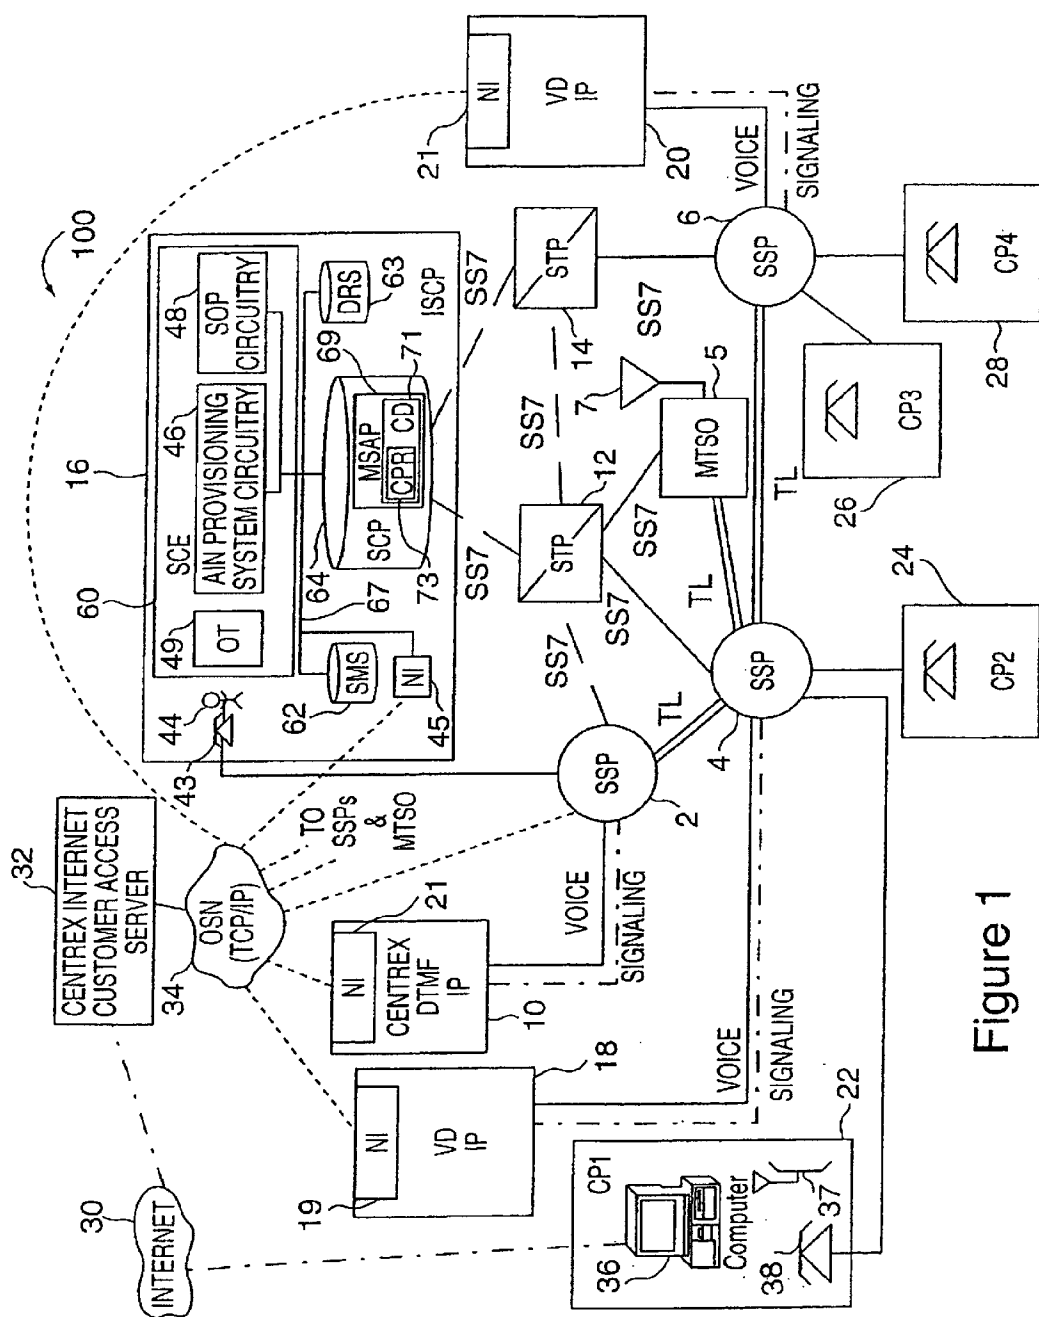 100
32
CENTREX INTERNET
CUSTOMER ACCESS
SERVER
30
INTERNET
34
OSN
(TCP/IP)
TO
SSPs
&
MTSO
16
60
SCE
49
OT
46
AIN PROVISIONING
SYSTEM CIRCUITRY
48
SOP
CIRCUITRY
43
44
62
SMS
NI
45
67
64
SCP
MSAP
CPRI
CD
73
69
71
DRS
63
ISCP
21
NI
VD
IP
20
VOICE
SIGNALING
SS7
SS7
STP
14
SS7
SS7
STP
12
SS7
SS7
SS7
7
MTSO
5
6
SSP
TL
TL
TL
SSP
2
SSP
4
21
NI
CENTREX
DTMF
IP
10
VOICE
SIGNALING
19
NI
VD
IP
18
VOICE
SIGNALING
22
CP1
36
Computer
37
38
24
CP2
26
CP3
28
CP4
Figure 1